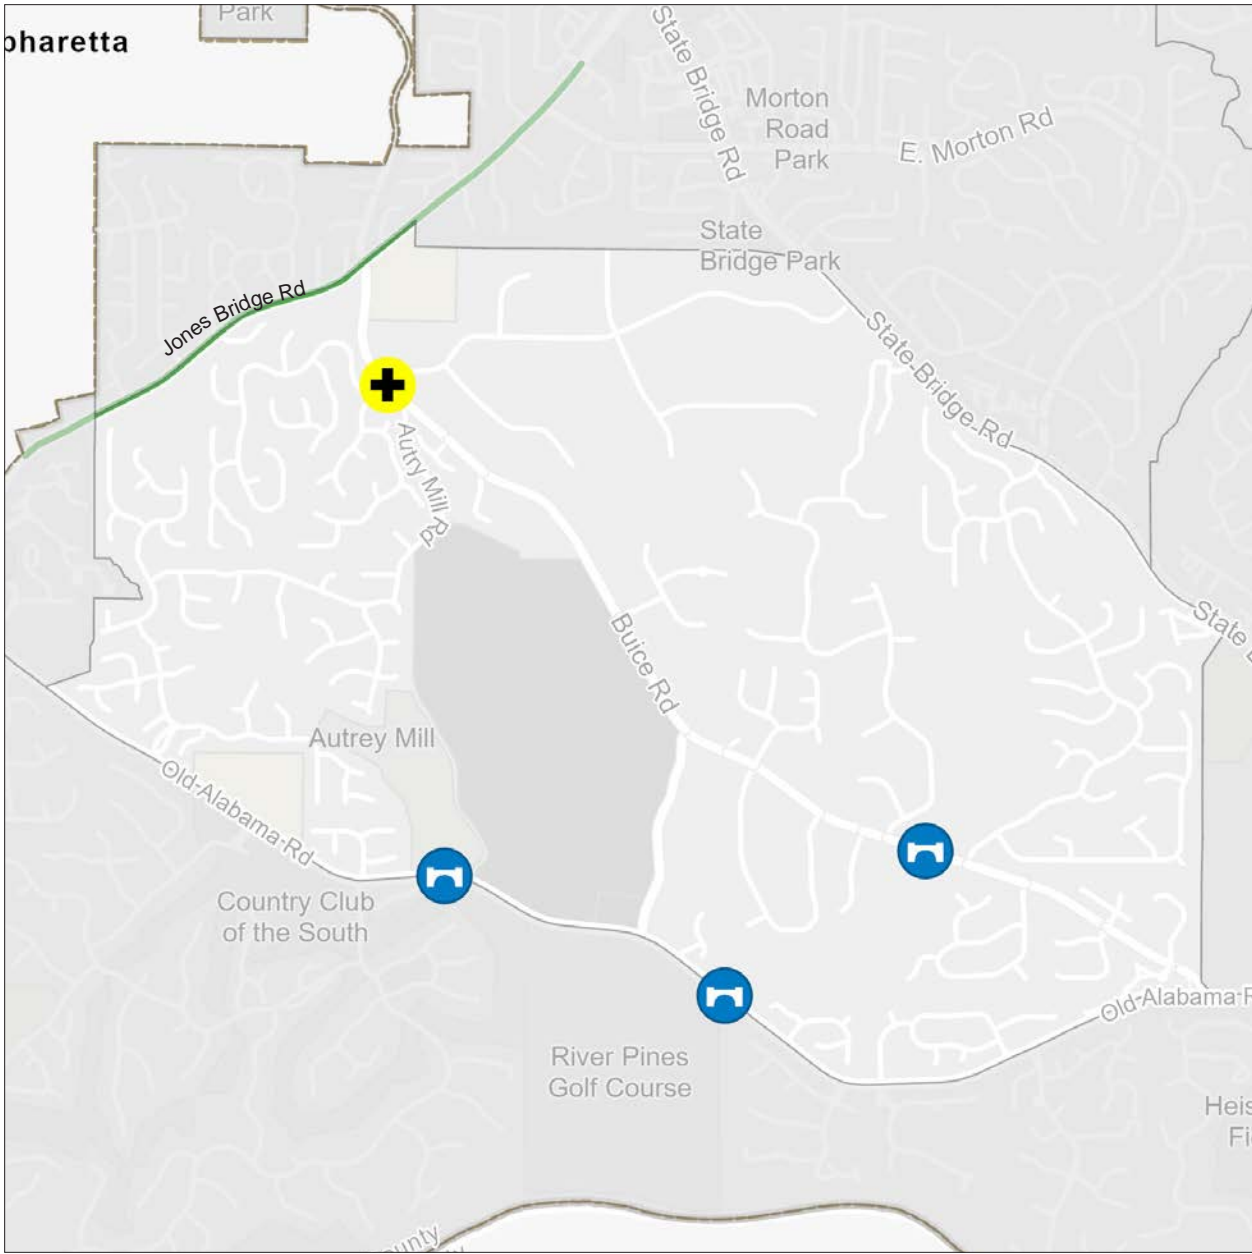 Park
pharetta
State Bridge Rd
Morton
Road
Park
E. Morton Rd
State
Bridge Park
Jones Bridge Rd
State Bridge Rd
Autry Mill Rd
State
Buice Rd
Autrey Mill
Old Alabama Rd
Country Club
of the South
Old Alabama R
River Pines
Golf Course
Heis
Fi
unty